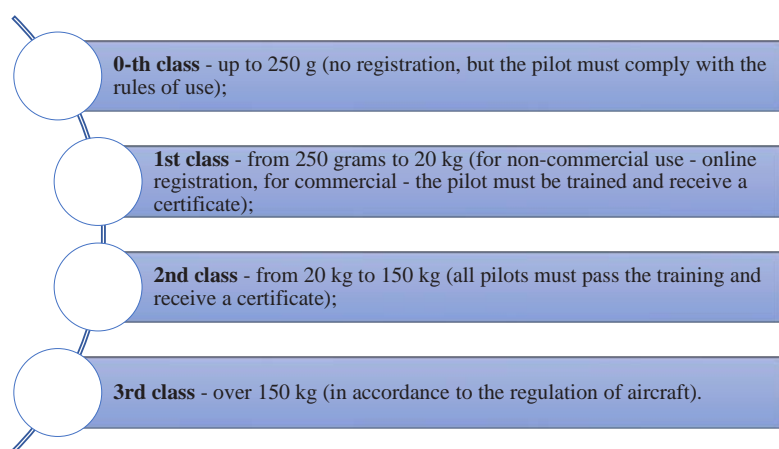 0-th class - up to 250 g (no registration, but the pilot must comply with the
rules of use);
1st class - from 250 grams to 20 kg (for non-commercial use - online
registration, for commercial - the pilot must be trained and receive a
certificate);
2nd class - from 20 kg to 150 kg (all pilots must pass the training and
receive a certificate);
3rd class - over 150 kg (in accordance to the regulation of aircraft).